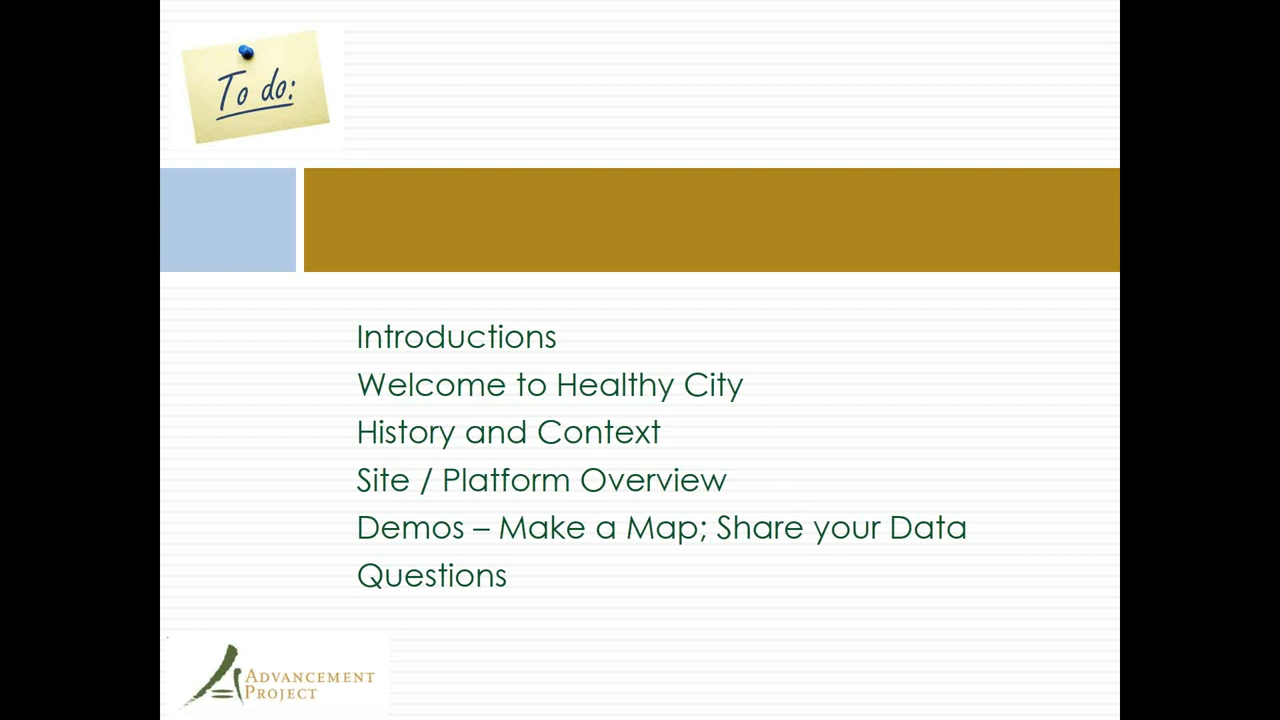 To do:
Introductions
Welcome to Healthy City
History and Context
Site / Platform Overview
Demos – Make a Map; Share your Data
Questions
ADVANCEMENT
PROJECT